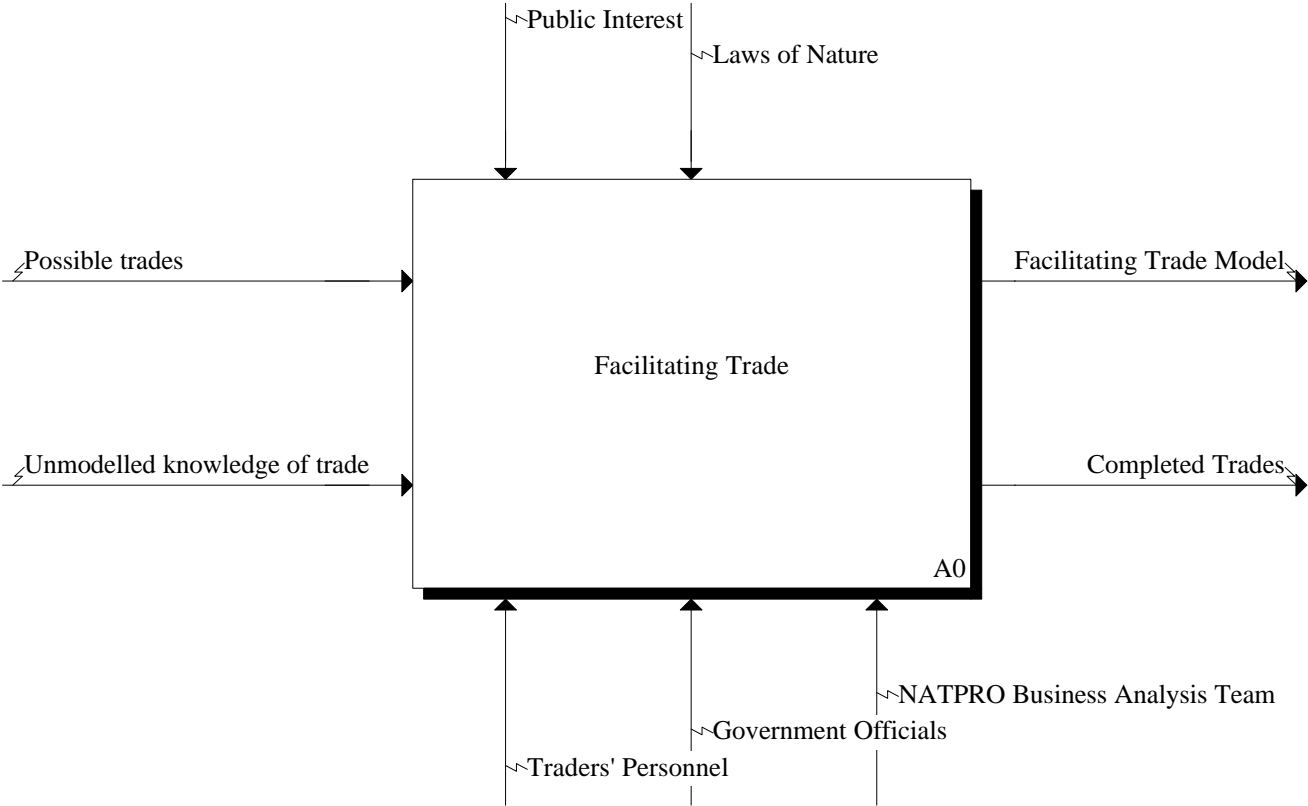 Public Interest
Laws of Nature
Possible trades
Facilitating Trade Model
Facilitating Trade
Unmodelled knowledge of trade
Completed Trades
A0
NATPRO Business Analysis Team
Government Officials
Traders' Personnel